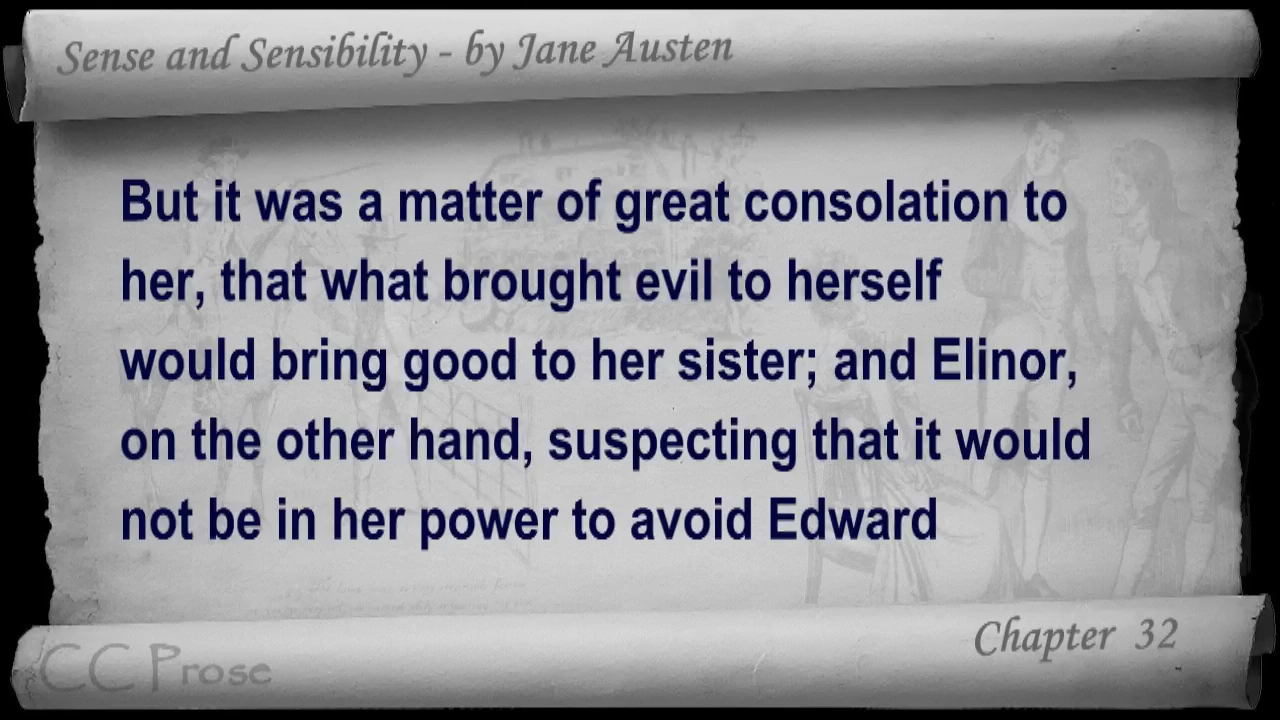 Sense and Sensibility - by Jane Austen
But it was a matter of great consolation to
her, that what brought evil to herself
would bring good to her sister; and Elinor,
on the other hand, suspecting that it would
not be in her power to avoid Edward
Chapter 32
CC Prose